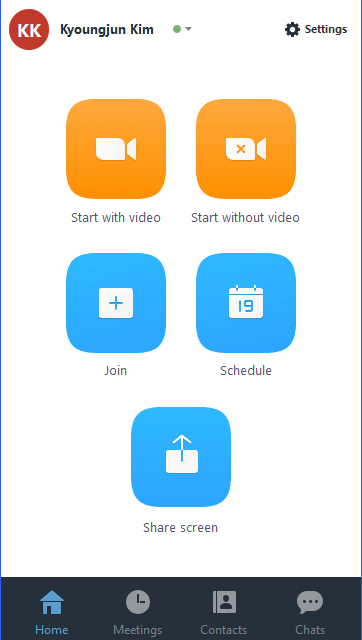 KK Kyoungjun Kim Settings
Start with video Start without video
19
Join Schedule
Share screen
Home Meetings Contacts Chats